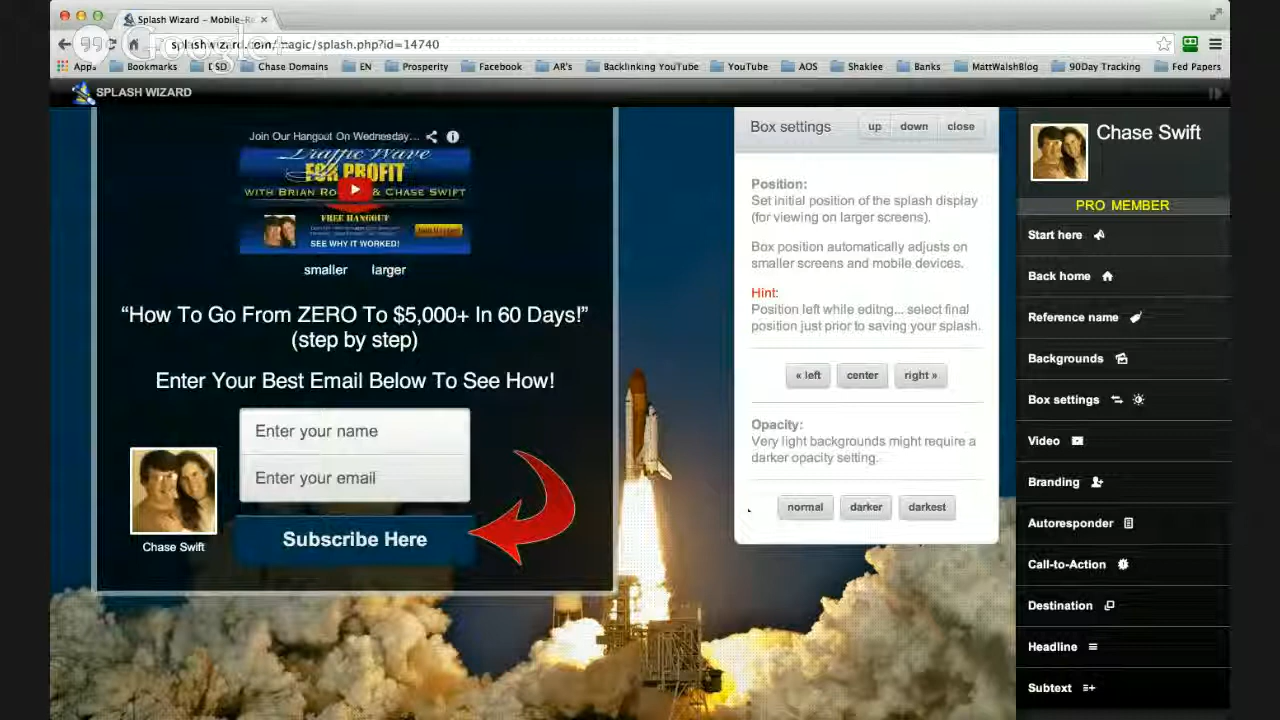 Splash Wizard – Mobile-Re
Google+
splashwizard.com/magic/splash.php?id=14740
Apps
Bookmarks
SD
Chase Domains
EN
Prosperity
Facebook
AR's
Backlinking YouTube
YouTube
AOS
Shaklee
Banks
MattWalshBlog
90Day Tracking
Fed Papers
SPLASH WIZARD
Join Our Hangout On Wednesday...
Traffic Wave
FOR PROFIT
WITH BRIAN
& CHASE SWIFT
FREE HANGOUT
SEE WHY IT WORKED!
smaller larger
“How To Go From ZERO To $5,000+ In 60 Days!”
(step by step)
Enter Your Best Email Below To See How!
Enter your name
Enter your email
Chase Swift
Subscribe Here
Box settings up down close
Position:
Set initial position of the splash display
(for viewing on larger screens).
Box position automatically adjusts on
smaller screens and mobile devices.
Hint:
Position left while editng... select final
position just prior to saving your splash.
« left center right »
Opacity:
Very light backgrounds might require a
darker opacity setting.
normal darker darkest
Chase Swift
PRO MEMBER
Start here
Back home
Reference name
Backgrounds
Box settings
Video
Branding
Autoresponder
Call-to-Action
Destination
Headline
Subtext